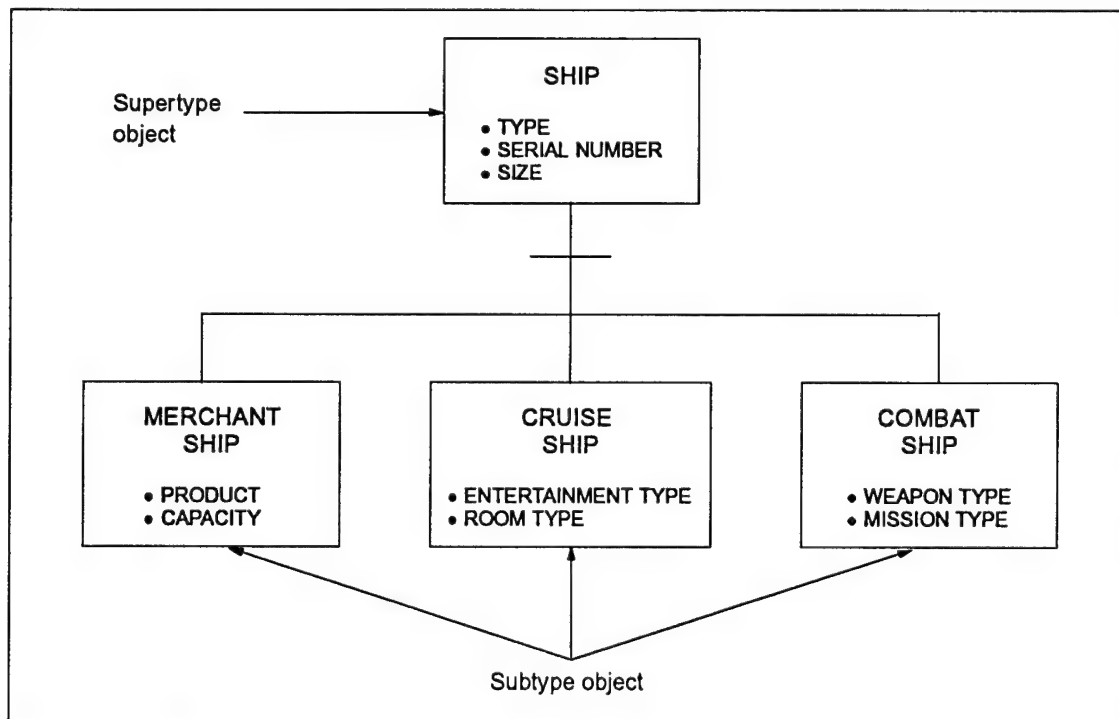 SHIP
Supertype
object
• TYPE
• SERIAL NUMBER
• SIZE
MERCHANT
SHIP
• PRODUCT
• CAPACITY
CRUISE
SHIP
• ENTERTAINMENT TYPE
• ROOM TYPE
COMBAT
SHIP
• WEAPON TYPE
• MISSION TYPE
Subtype object